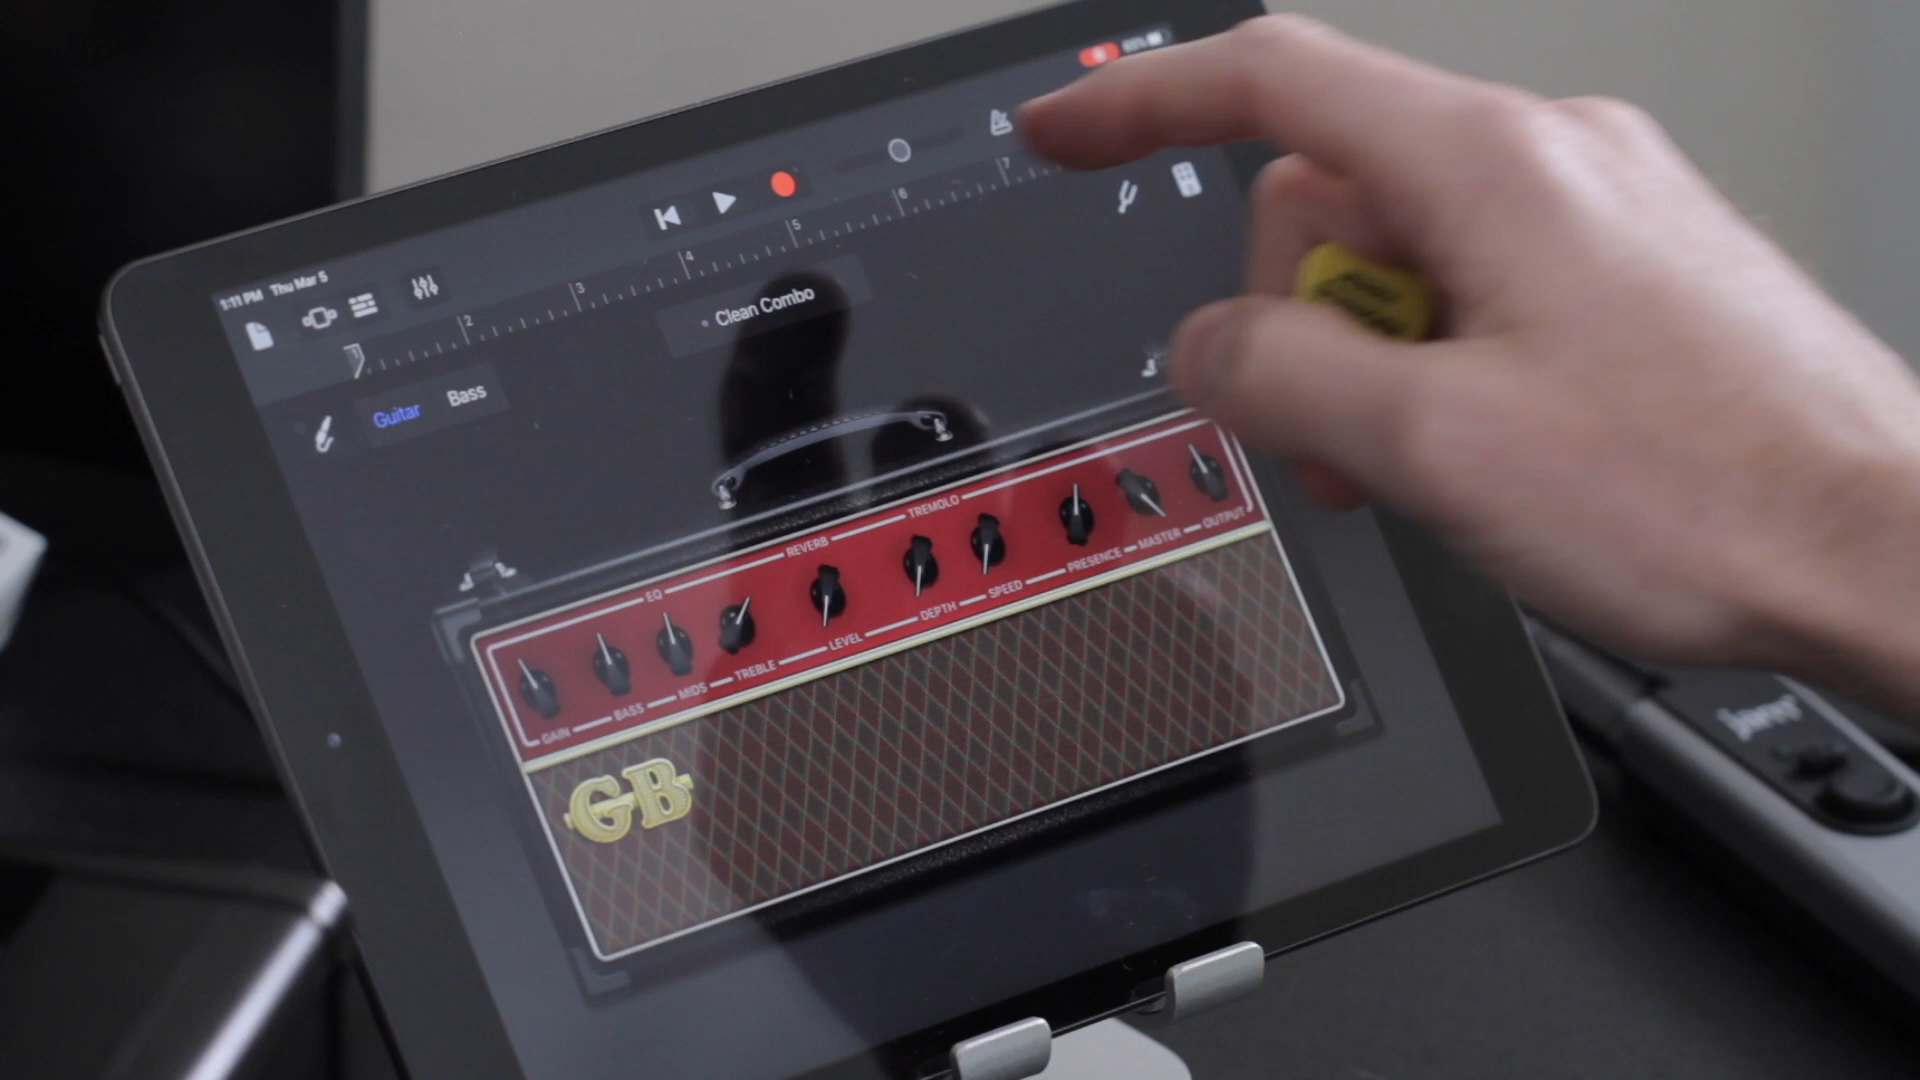 1:11 PM Thu Mar 5
1 2 3 4 5 6 7
Clean Combo
Guitar Bass
EQ REVERB TREMOLO
GAIN BASS MIDS TREBLE LEVEL DEPTH SPEED PRESENCE MASTER OUTPUT
GB